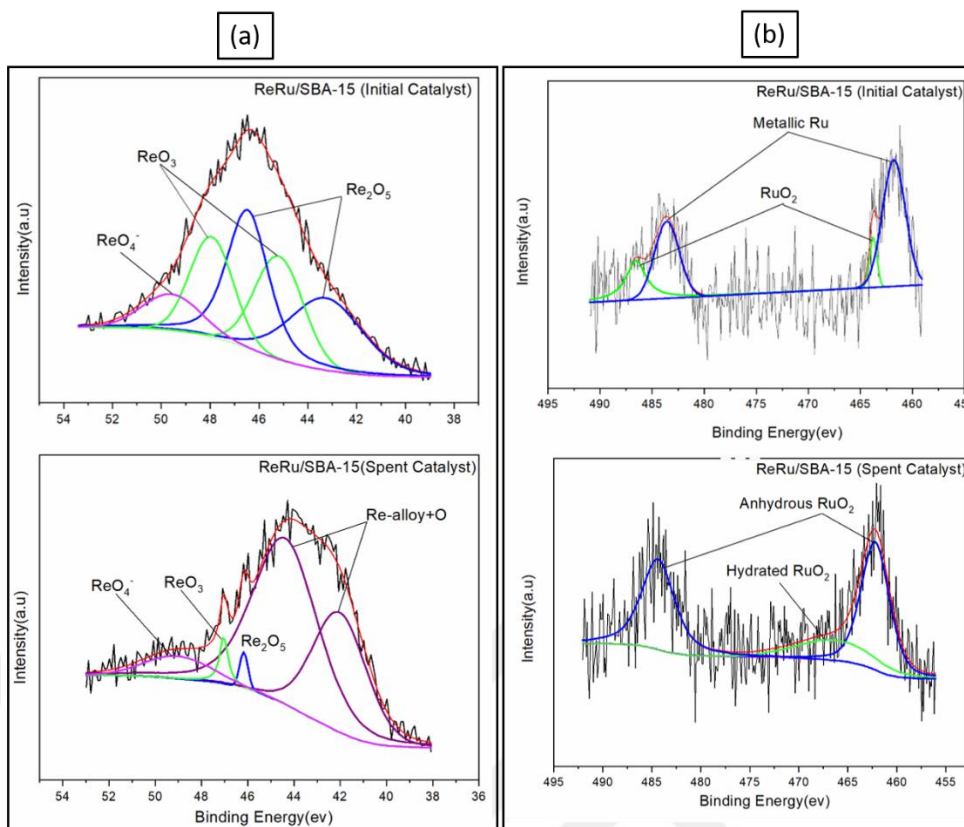 (a)
ReRu/SBA-15 (Initial Catalyst)
ReO3
Re2O5
ReO4-
Intensity(a.u)
54 52 50 48 46 44 42 40 38
ReRu/SBA-15(Spent Catalyst)
Re-alloy+O
ReO4-
ReO3
Re2O5
Intensity(a.u)
54 52 50 48 46 44 42 40 38 36
Binding Energy(ev)
(b)
ReRu/SBA-15 (Initial Catalyst)
Metallic Ru
RuO2
Intensity(a.u)
495 490 485 480 475 470 465 460
Binding Energy(ev)
ReRu/SBA-15 (Spent Catalyst)
Anhydrous RuO2
Hydrated RuO2
Intensity(a.u)
495 490 485 480 475 470 465 460 455
Binding Energy(ev)